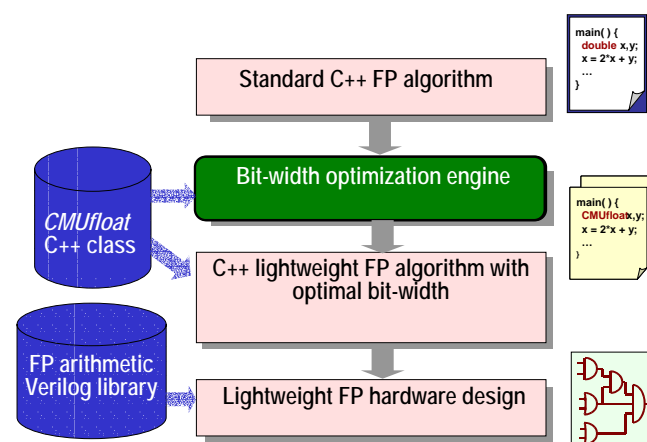 Standard C++ FP algorithm
main( ) {
double x,y;
x = 2*x + y;
...
}
Bit-width optimization engine
CMUfloat
C++ class
main( ) {
CMUfloatx,y;
x = 2*x + y;
...
}
C++ lightweight FP algorithm with
optimal bit-width
FP arithmetic
Verilog library
Lightweight FP hardware design